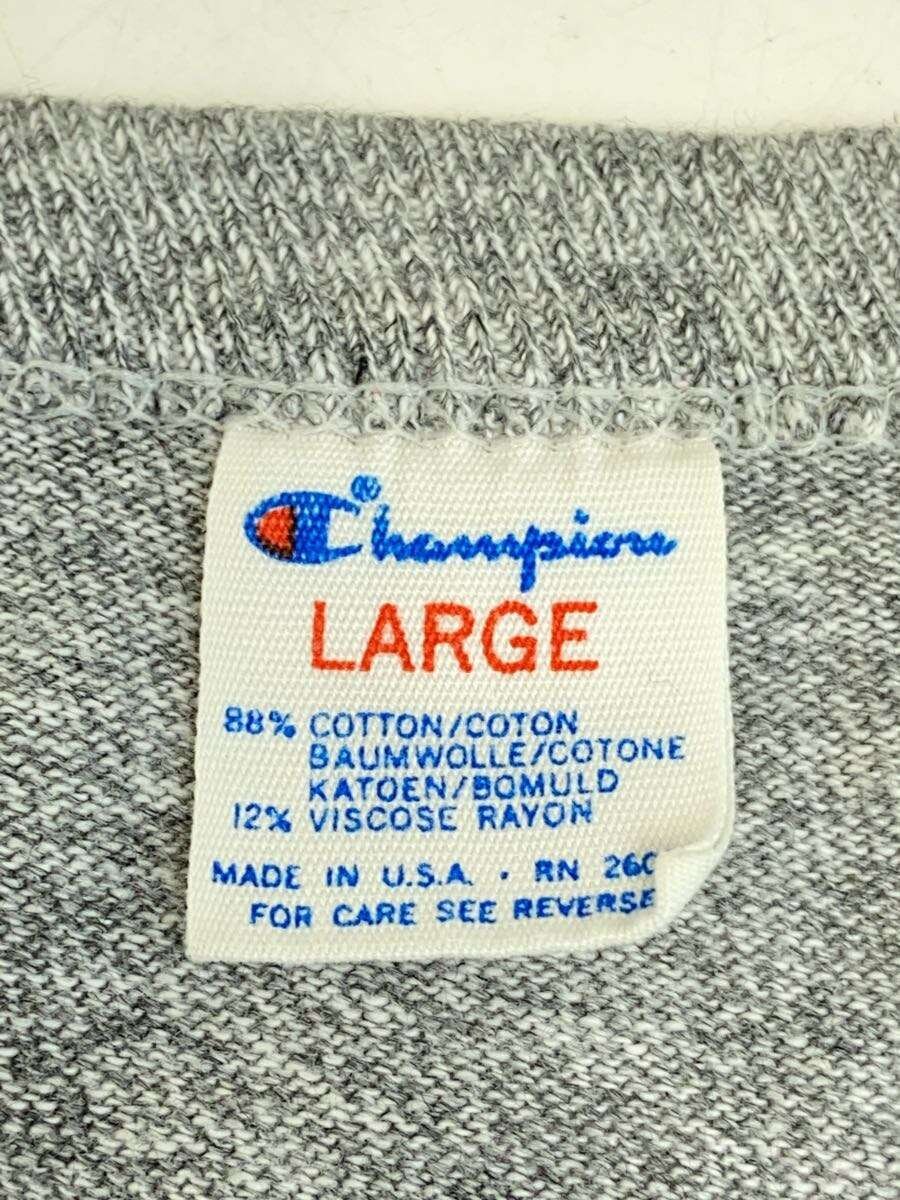 Champion®
LARGE
88% COTTON/COTON
BAUMWOLLE/COTONE
KATOEN/BOMULD
12% VISCOSE RAYON
MADE IN U.S.A. · RN
FOR CARE SEE REVERSE